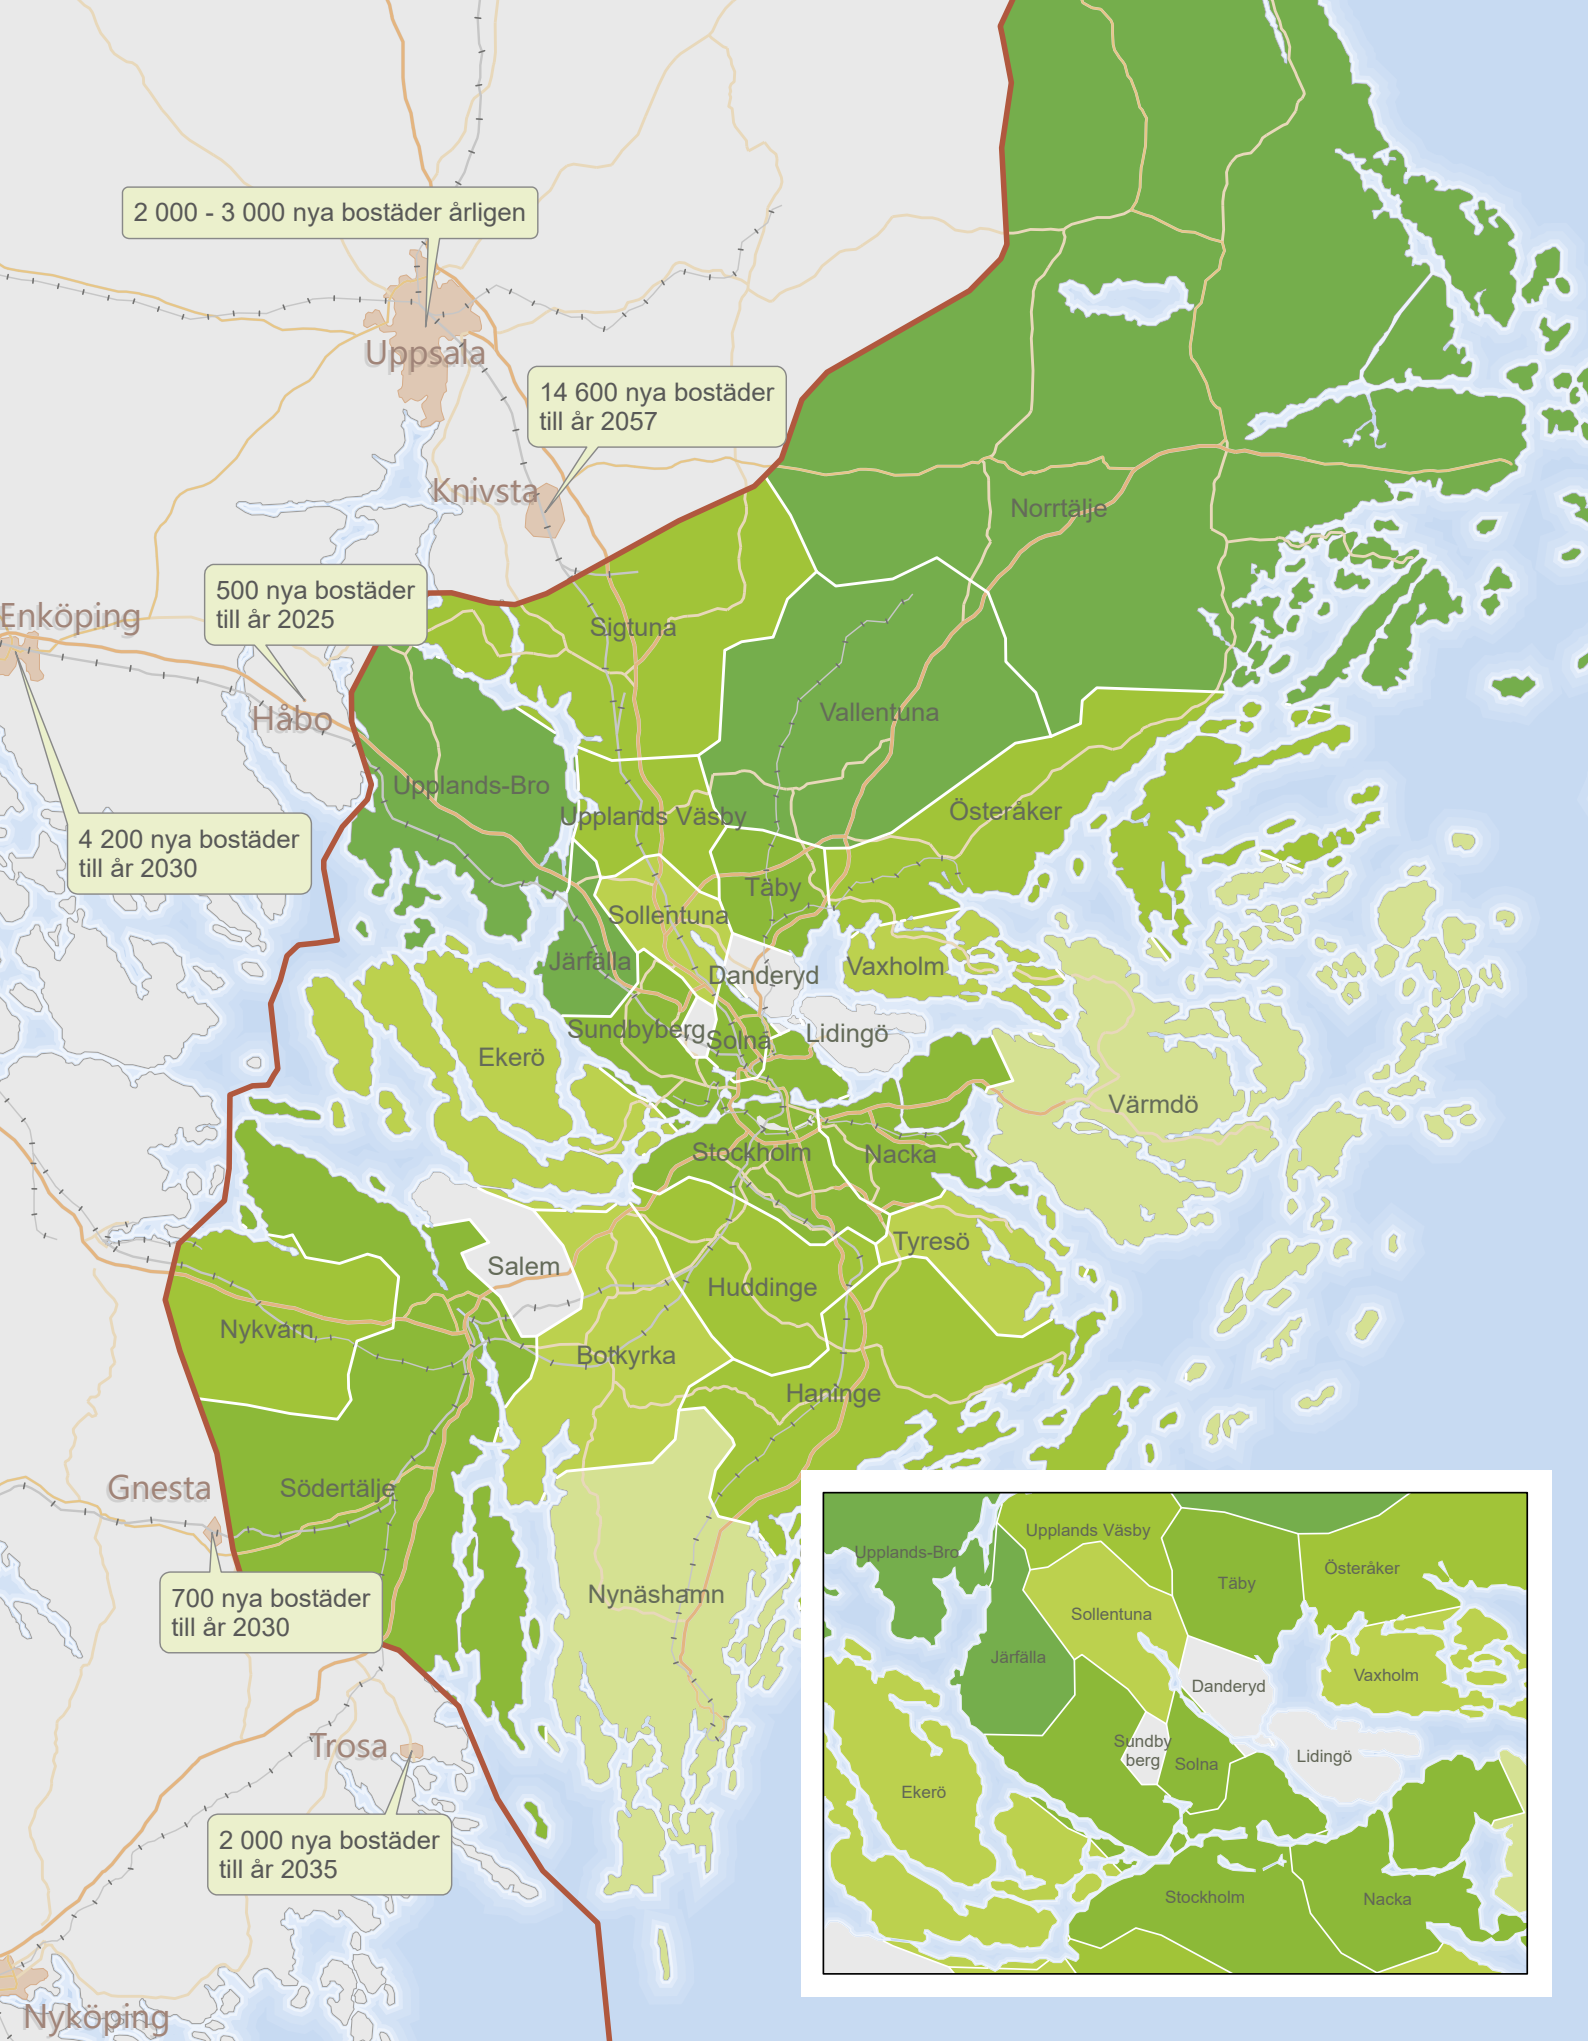 2 000 - 3 000 nya bostäder årligen
Uppsala
14 600 nya bostäder
till år 2057
Knivsta
Norrtälje
500 nya bostäder
till år 2025
Enköping
Sigtuna
Håbo
Vallentuna
Upplands-Bro
Upplands Väsby
Österåker
4 200 nya bostäder
till år 2030
Täby
Sollentuna
Järfälla
Danderyd
Vaxholm
Sundbyberg
Solna
Lidingö
Ekerö
Värmdö
Stockholm
Nacka
Tyresö
Salem
Huddinge
Nykvarn
Botkyrka
Haninge
Gnesta
Södertälje
700 nya bostäder
till år 2030
Nynäshamn
Trosa
2 000 nya bostäder
till år 2035
Nyköping
Upplands Väsby
Upplands-Bro
Täby
Österåker
Sollentuna
Järfälla
Danderyd
Vaxholm
Sundby
berg
Solna
Lidingö
Ekerö
Stockholm
Nacka